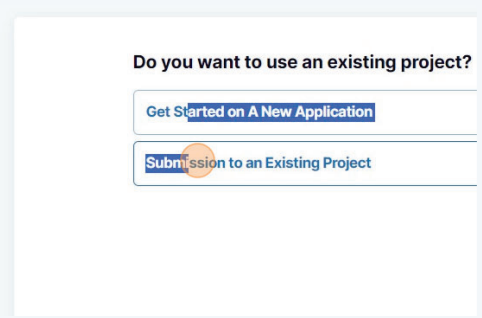 Do you want to use an existing project?
Get Started on A New Application
Submission to an Existing Project